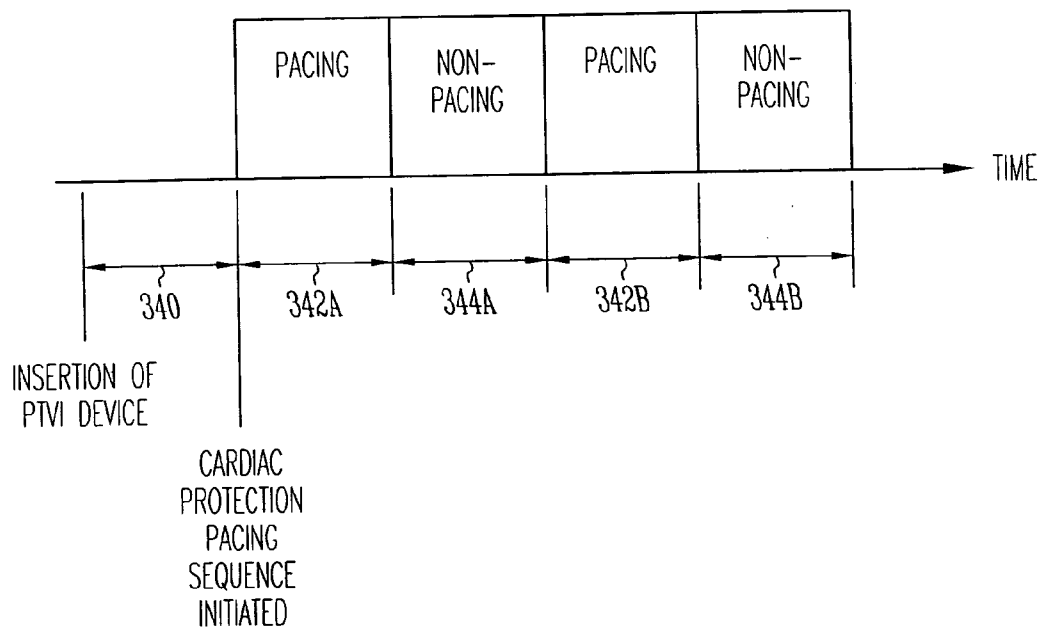 PACING
NON-
PACING
PACING
NON-
PACING
TIME
340
342A
344A
342B
344B
INSERTION OF
PTVI DEVICE
CARDIAC
PROTECTION
PACING
SEQUENCE
INITIATED